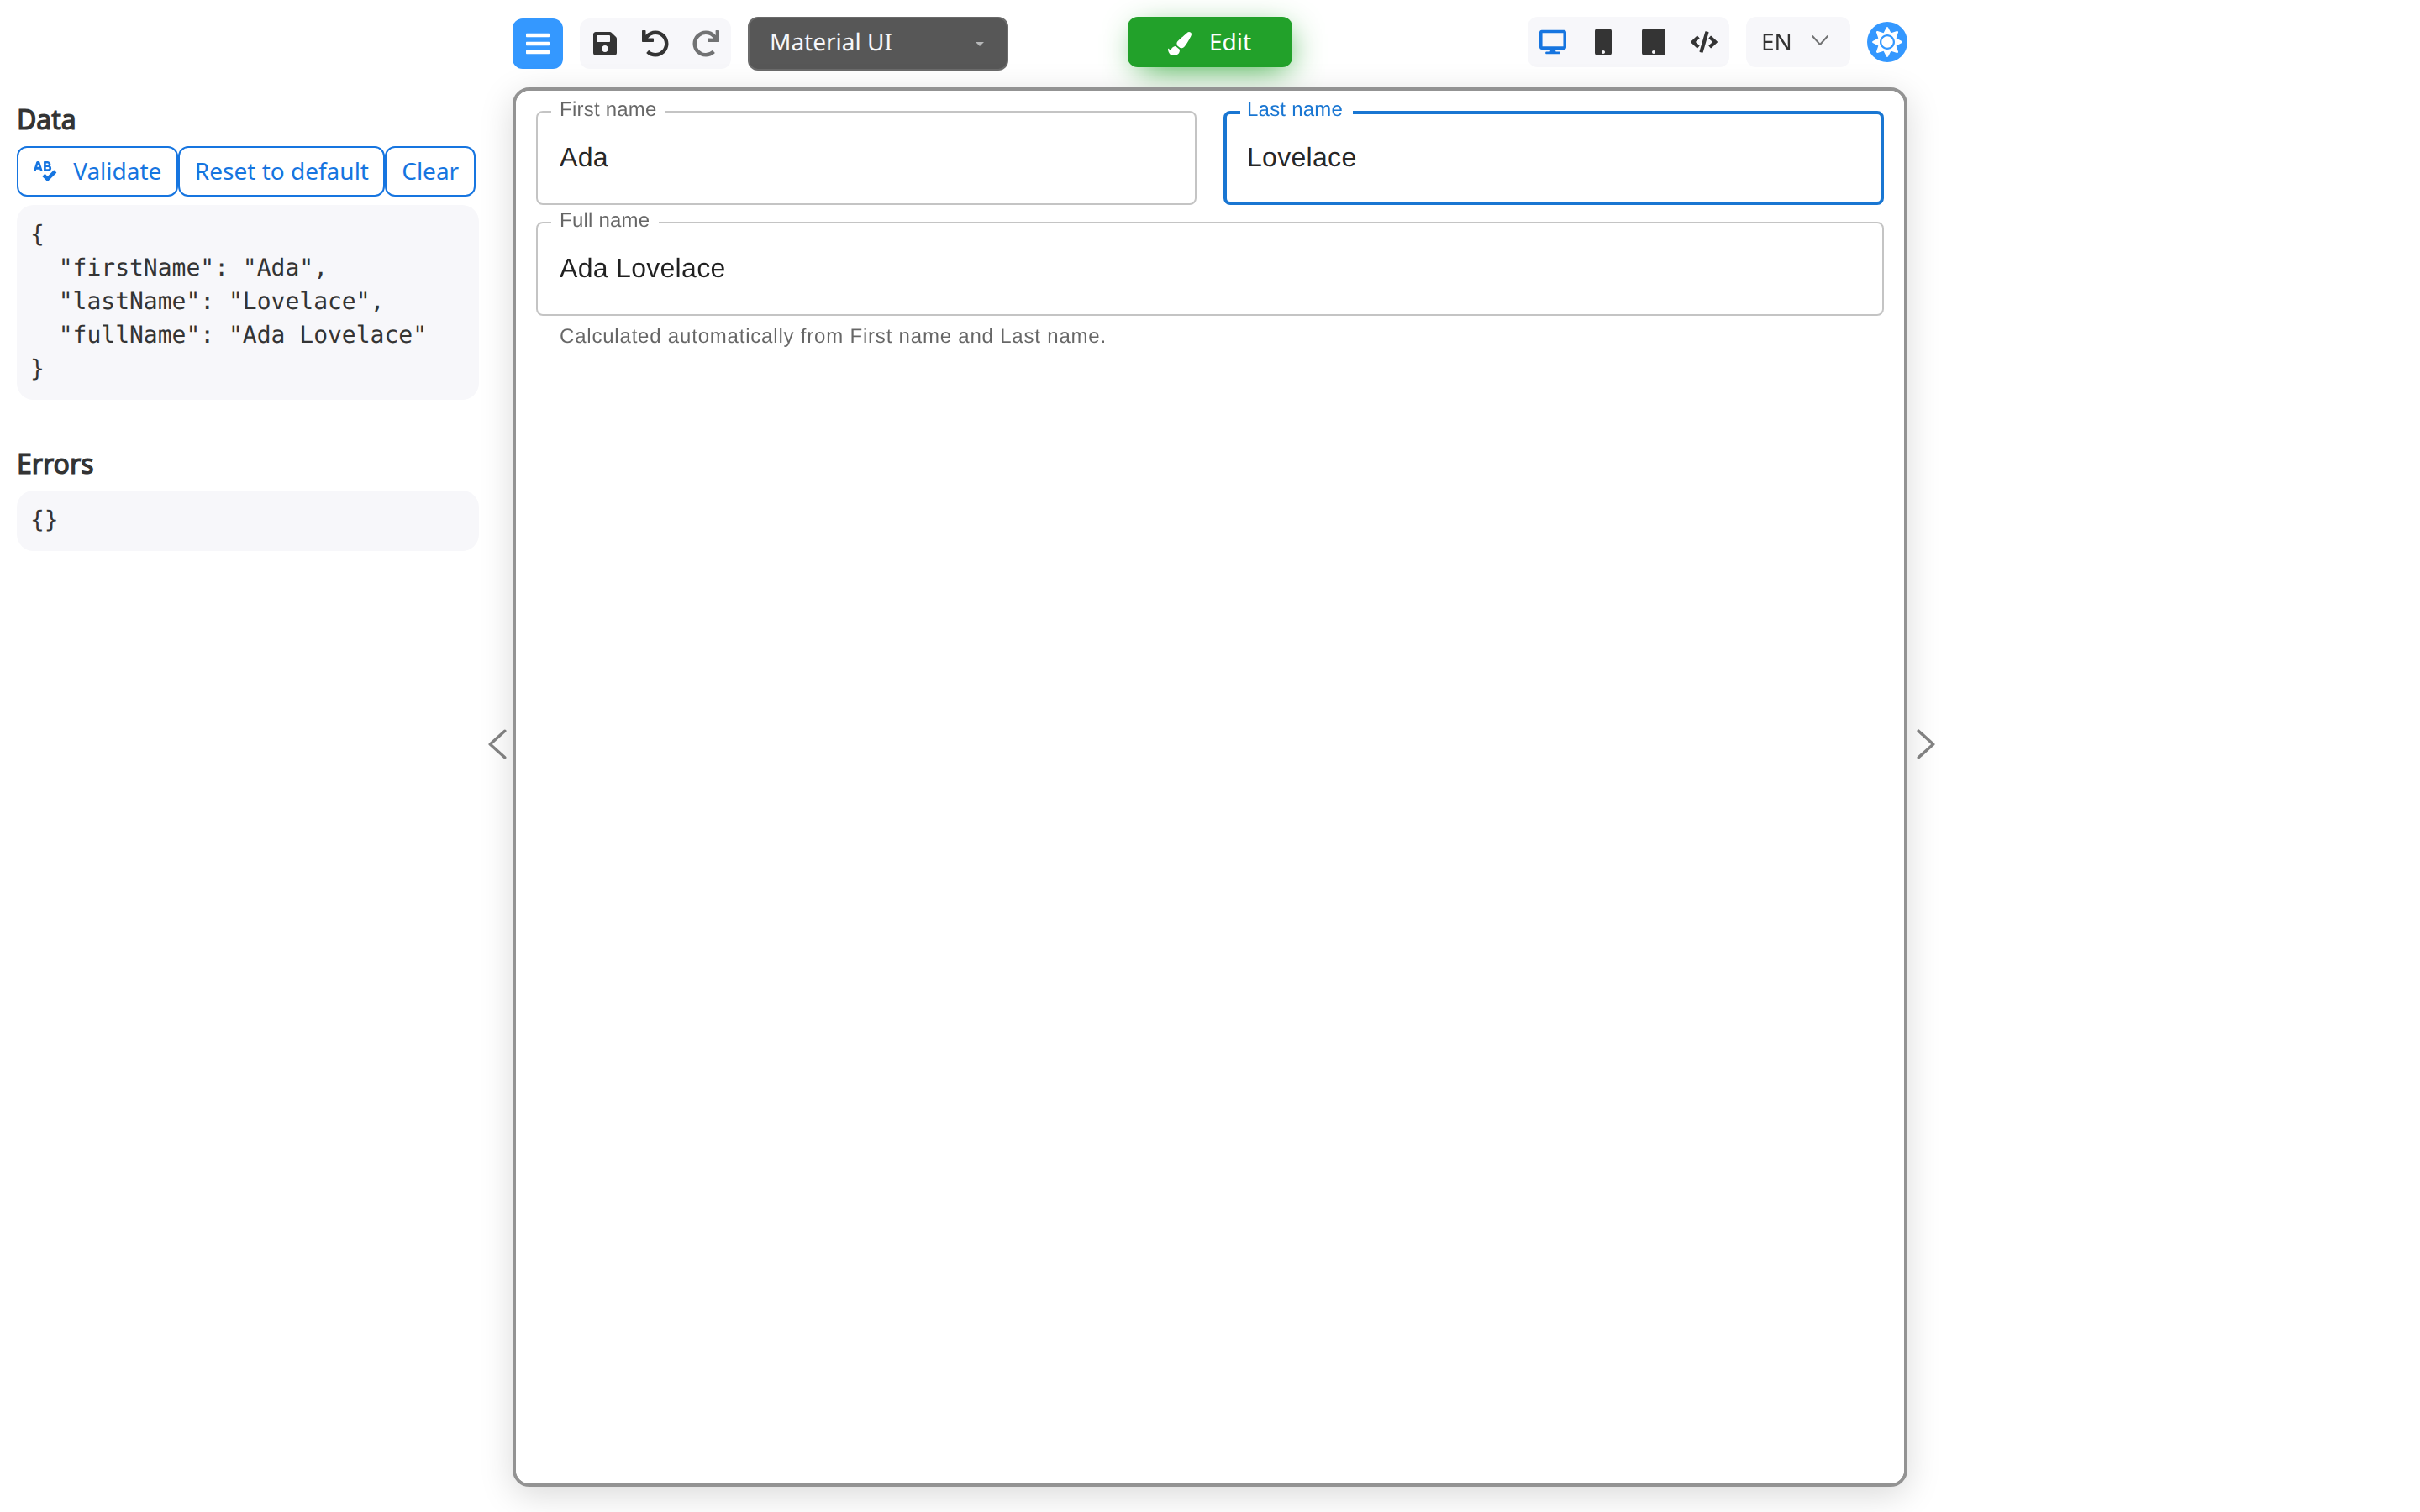 Material UI
Edit
EN
Data
Validate
Reset to default
Clear
{
  "firstName": "Ada",
  "lastName": "Lovelace",
  "fullName": "Ada Lovelace"
}
Errors
{}
First name
Ada
Last name
Lovelace
Full name
Ada Lovelace
Calculated automatically from First name and Last name.